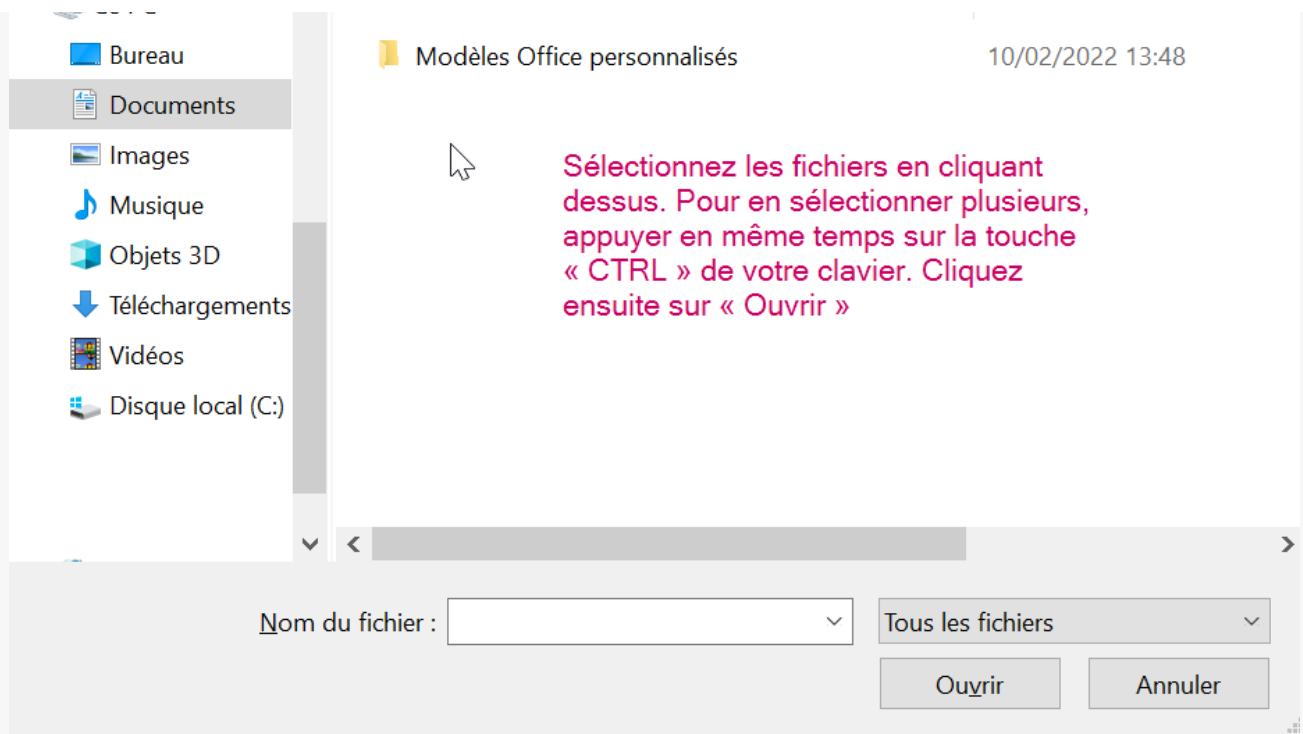 Bureau
Documents
Images
Musique
Objets 3D
Téléchargements
Vidéos
Disque local (C:)
Modèles Office personnalisés 10/02/2022 13:48
Sélectionnez les fichiers en cliquant
dessus. Pour en sélectionner plusieurs,
appuyer en même temps sur la touche
« CTRL » de votre clavier. Cliquez
ensuite sur « Ouvrir »
Nom du fichier :
Tous les fichiers
Ouvrir
Annuler